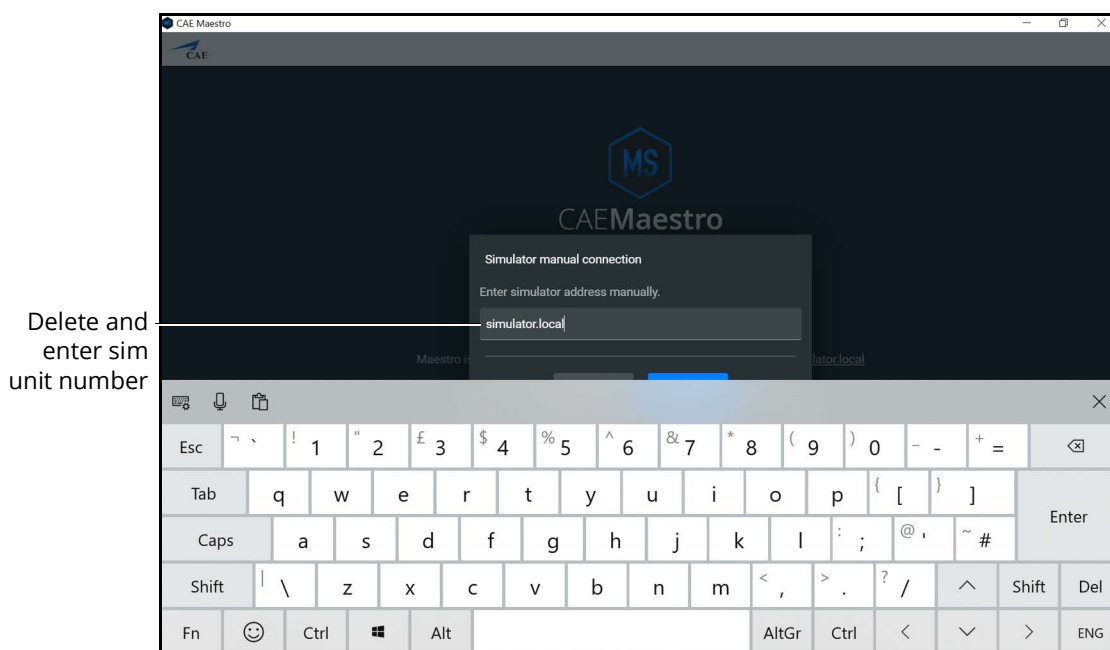 CAE Maestro
CAE
MS
CAEMaestro
Simulator manual connection
Enter simulator address manually.
simulator.local
Maestro is
lator.local
Delete and
enter sim
unit number
Esc ¬ ` ! 1 " 2 £ 3 $ 4 % 5 ^ 6 & 7 * 8 ( 9 ) 0 _ - + =
Tab q w e r t y u i o p { [ } ]
Enter
Caps a s d f g h j k l : ; @ ' ~ #
Shift | \ z x c v b n m < , > . ? / Shift Del
Fn Ctrl Alt AltGr Ctrl ENG